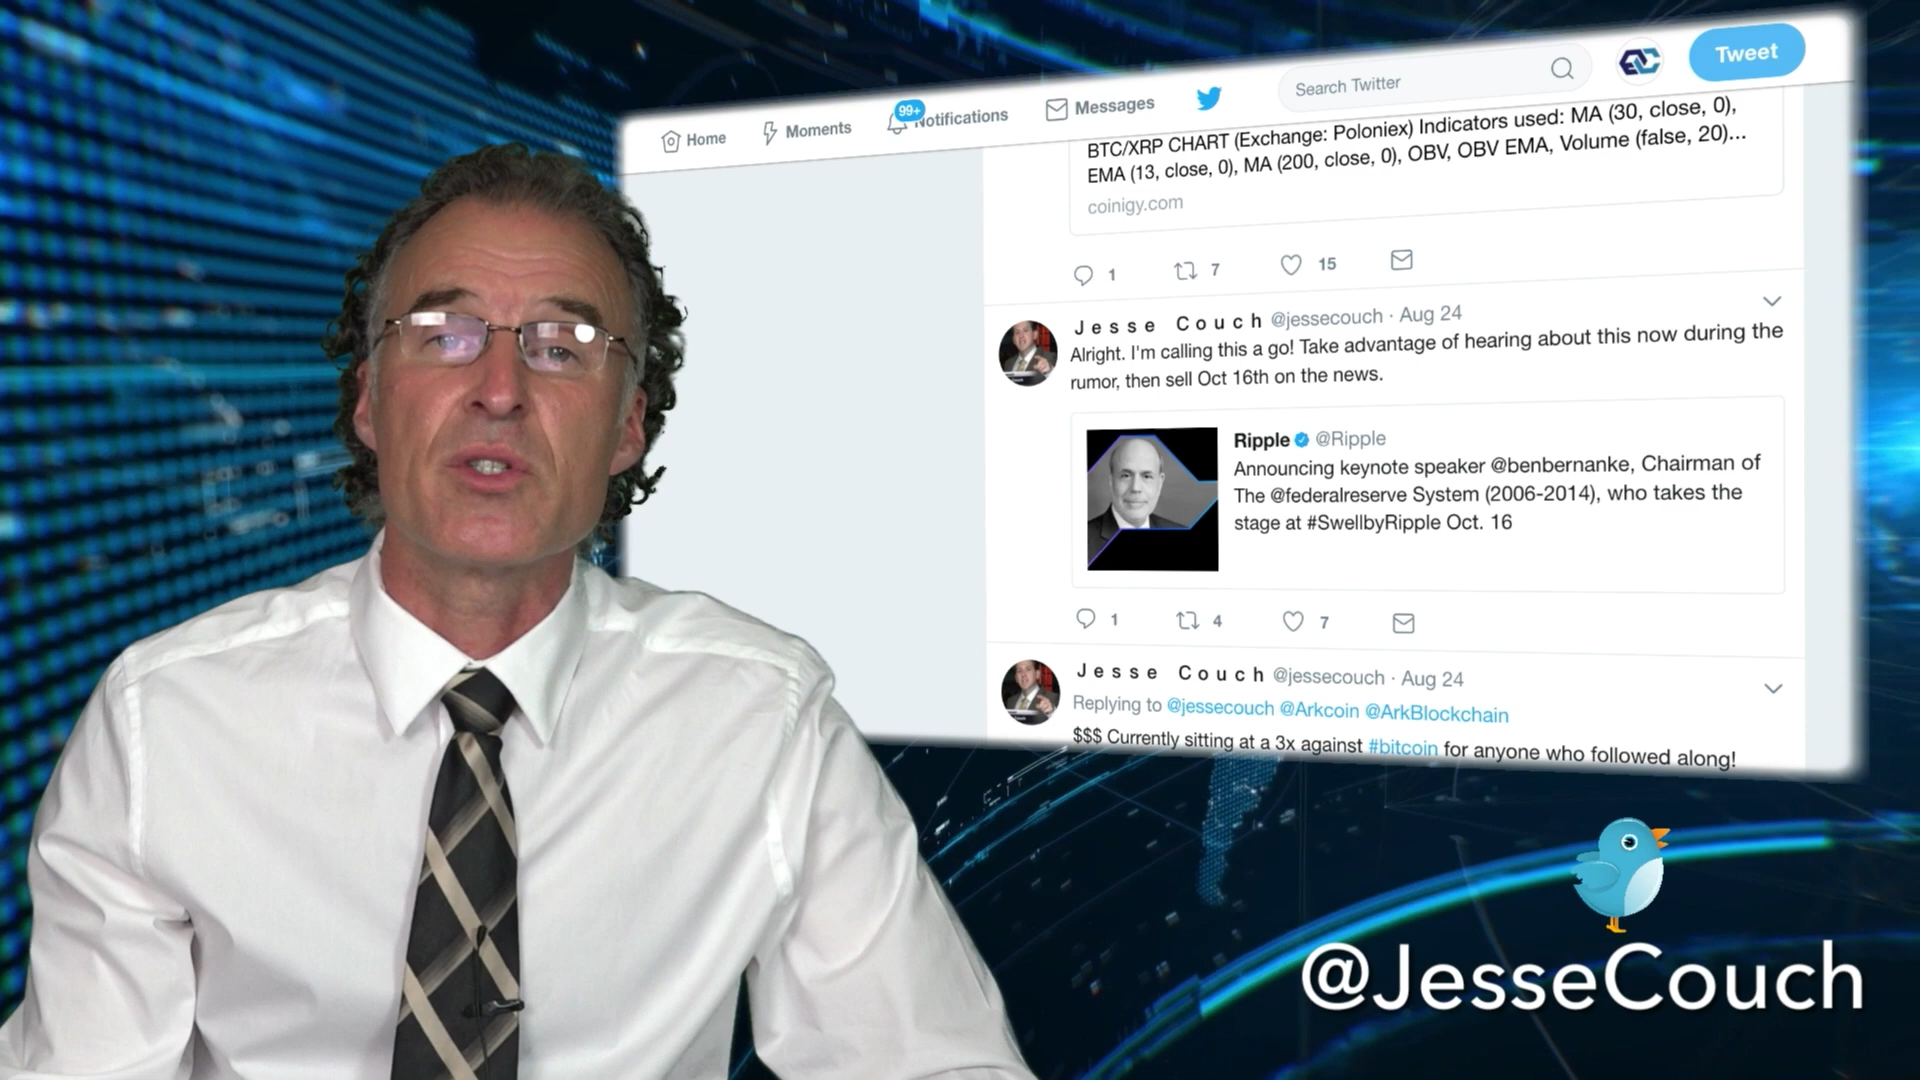 Home
Moments
99+
Notifications
Messages
Search Twitter
Tweet
BTC/XRP CHART (Exchange: Poloniex) Indicators used: MA (30, close, 0),
EMA (13, close, 0), MA (200, close, 0), OBV, OBV EMA, Volume (false, 20)...
coinigy.com
1 7 15
Jesse Couch @jessecouch · Aug 24
Alright. I'm calling this a go! Take advantage of hearing about this now during the
rumor, then sell Oct 16th on the news.
Ripple @Ripple
Announcing keynote speaker @benbernanke, Chairman of
The @federalreserve System (2006-2014), who takes the
stage at #SwellbyRipple Oct. 16
1 4 7
Jesse Couch @jessecouch · Aug 24
Replying to @jessecouch @Arkcoin @ArkBlockchain
$$$ Currently sitting at a 3x against #bitcoin for anyone who followed along!
@JesseCouch